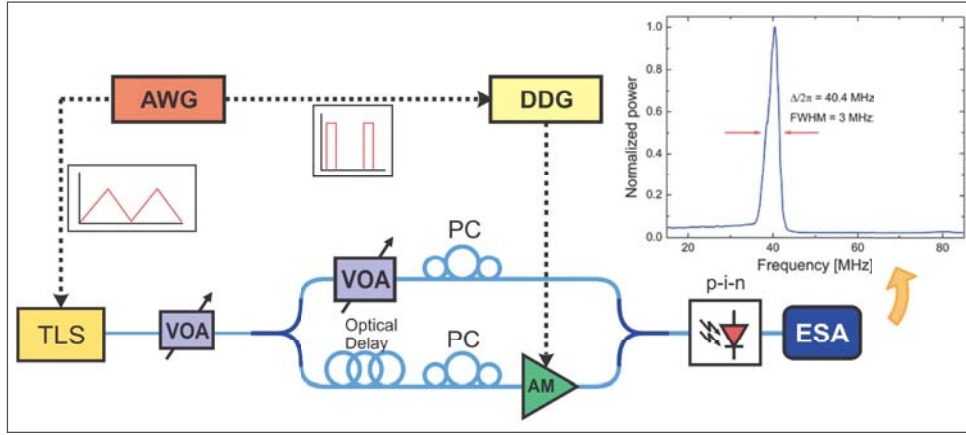 AWG
DDG
TLS
VOA
VOA
PC
Optical
Delay
PC
AM
p-i-n
ESA
Normalized power
1.0
0.8
0.6
0.4
0.2
0.0
Δ/2π = 40.4 MHz
FWHM = 3 MHz
20
40
60
80
Frequency [MHz]